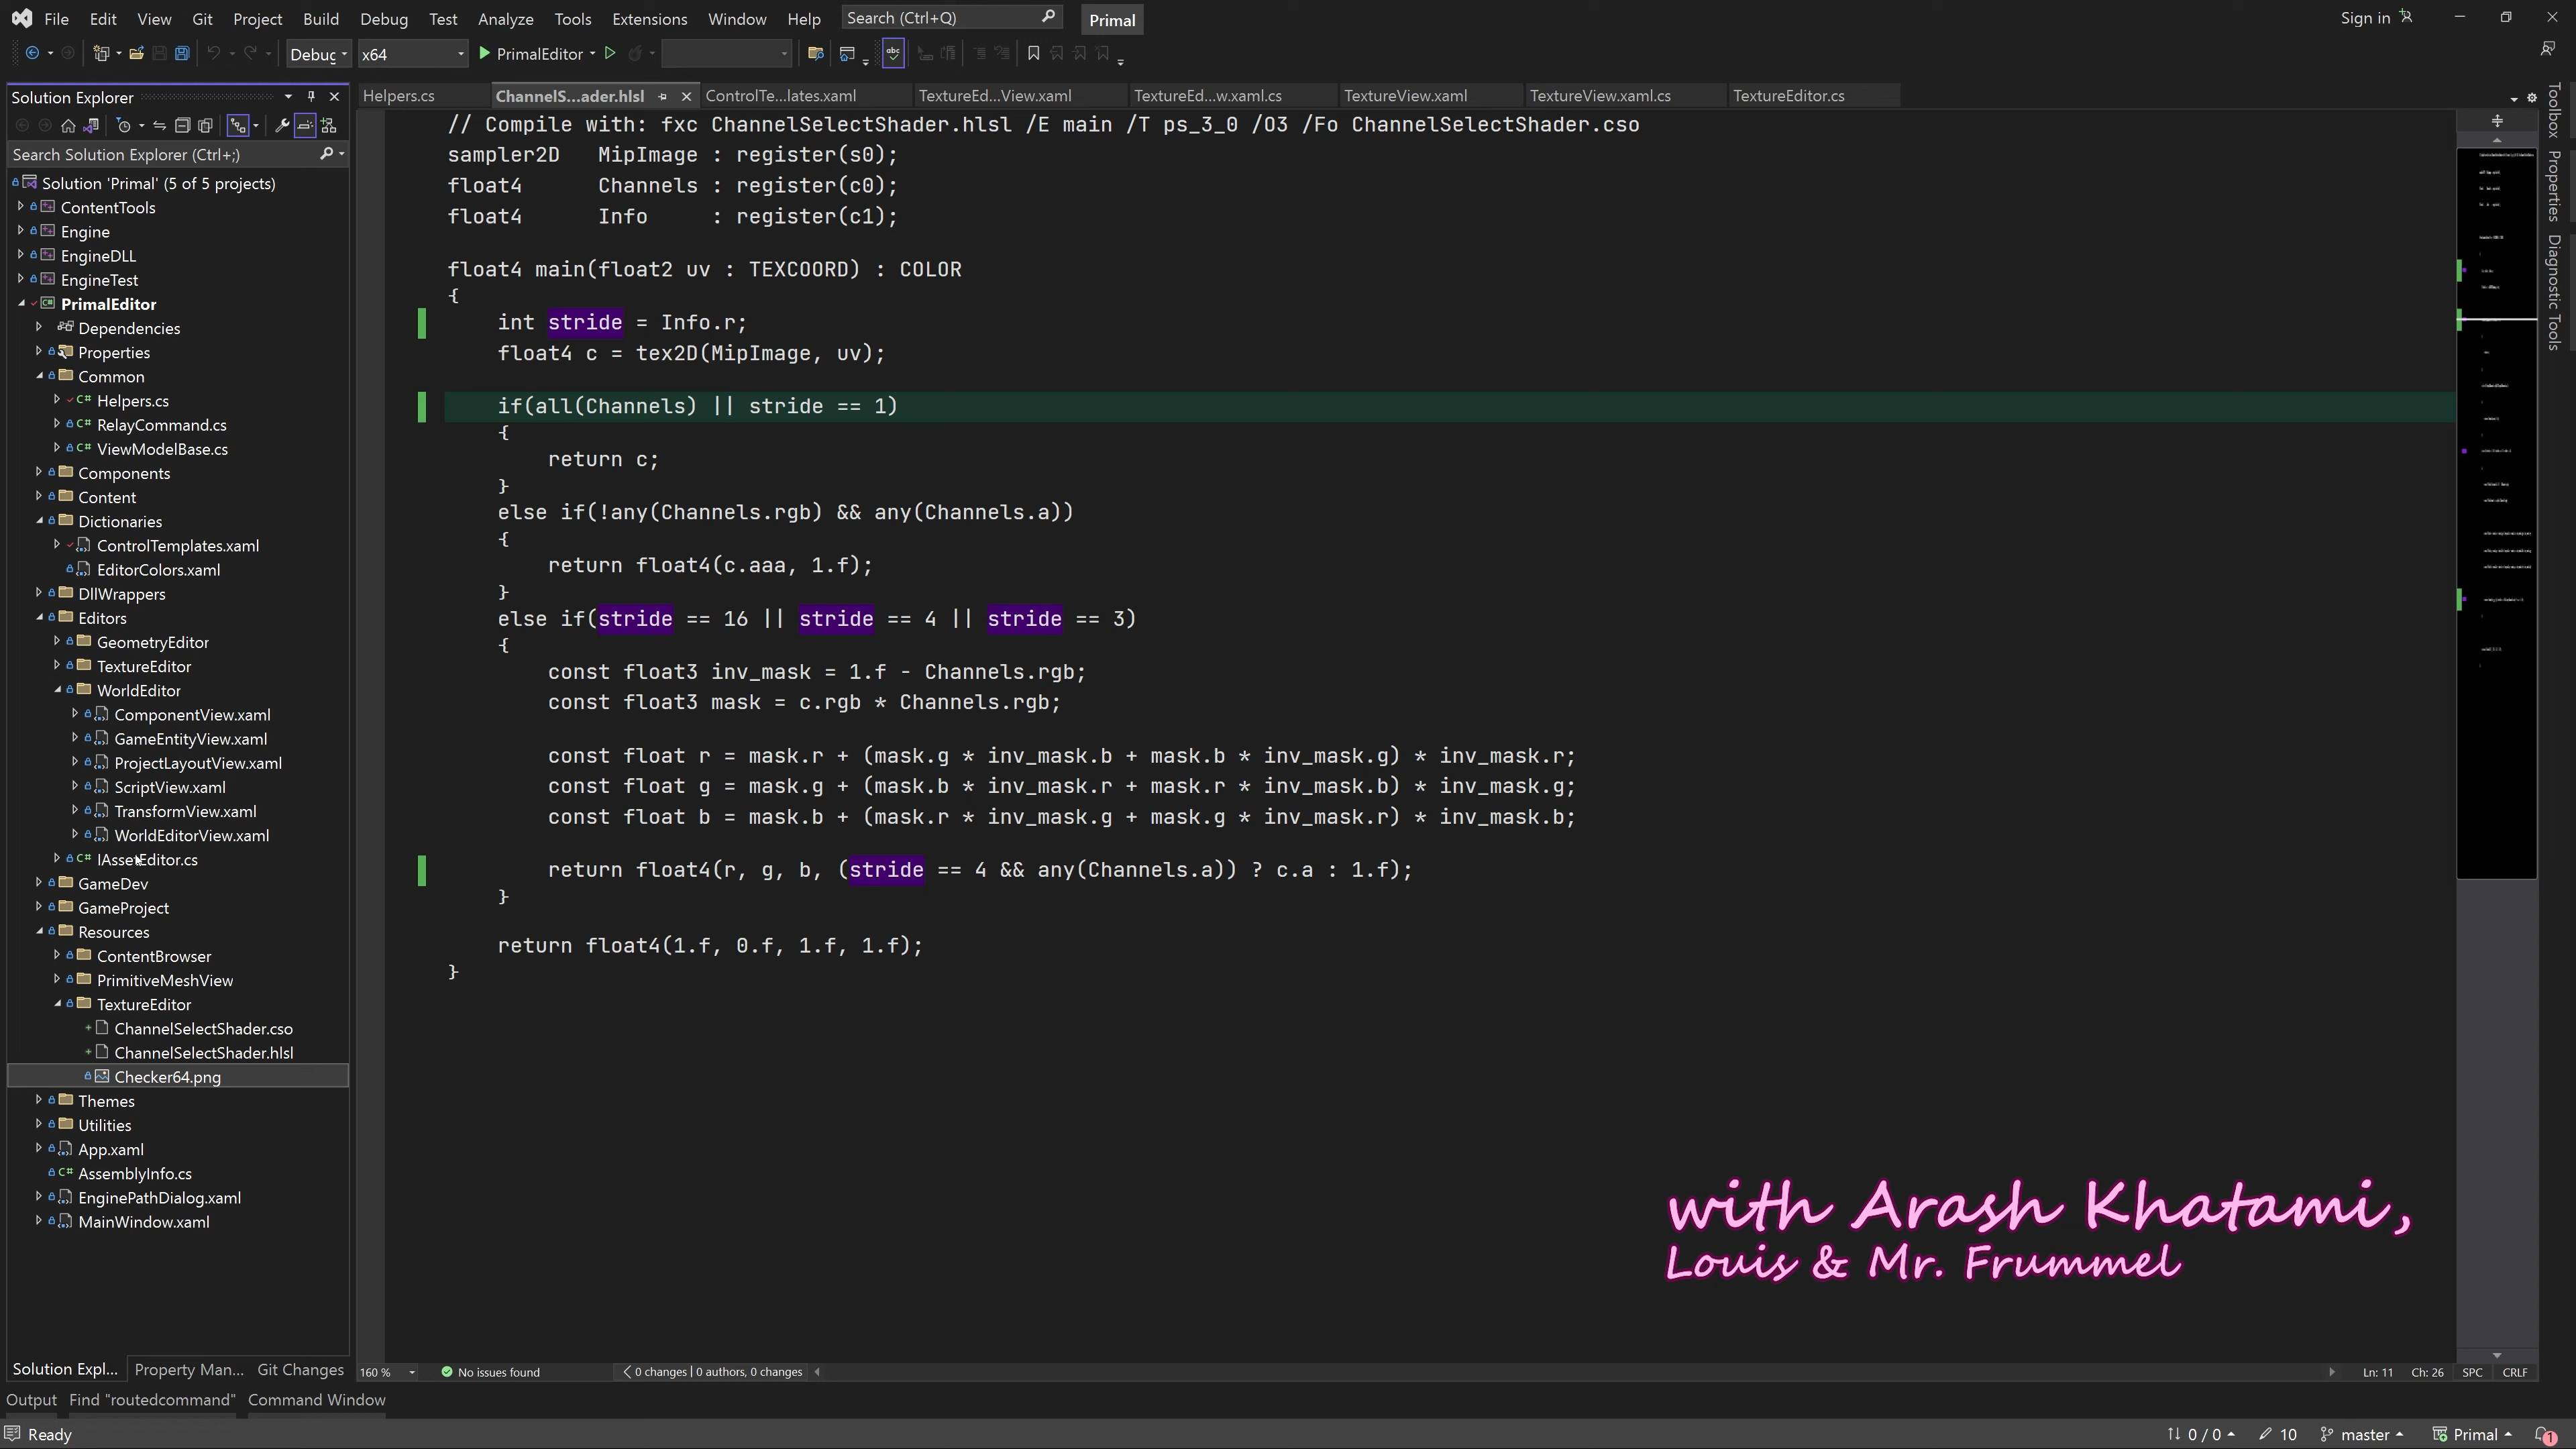 File Edit View Git Project Build Debug Test Analyze Tools Extensions Window Help Search (Ctrl+Q) Primal Sign in
Debug x64 PrimalEditor
Solution Explorer
Search Solution Explorer (Ctrl+;)
Solution 'Primal' (5 of 5 projects)
ContentTools
Engine
EngineDLL
EngineTest
PrimalEditor
Dependencies
Properties
Common
Helpers.cs
RelayCommand.cs
ViewModelBase.cs
Components
Content
Dictionaries
ControlTemplates.xaml
EditorColors.xaml
DllWrappers
Editors
GeometryEditor
TextureEditor
WorldEditor
ComponentView.xaml
GameEntityView.xaml
ProjectLayoutView.xaml
ScriptView.xaml
TransformView.xaml
WorldEditorView.xaml
IAssetEditor.cs
GameDev
GameProject
Resources
ContentBrowser
PrimitiveMeshView
TextureEditor
ChannelSelectShader.cso
ChannelSelectShader.hlsl
Checker64.png
Themes
Utilities
App.xaml
AssemblyInfo.cs
EnginePathDialog.xaml
MainWindow.xaml
Solution Expl... Property Man... Git Changes
Helpers.cs ChannelS...ader.hlsl ControlTe...lates.xaml TextureEd...View.xaml TextureEd...w.xaml.cs TextureView.xaml TextureView.xaml.cs TextureEditor.cs
// Compile with: fxc ChannelSelectShader.hlsl /E main /T ps_3_0 /O3 /Fo ChannelSelectShader.cso
sampler2D MipImage : register(s0);
float4 Channels : register(c0);
float4 Info : register(c1);
float4 main(float2 uv : TEXCOORD) : COLOR
{
int stride = Info.r;
float4 c = tex2D(MipImage, uv);
if(all(Channels) || stride == 1)
{
return c;
}
else if(!any(Channels.rgb) && any(Channels.a))
{
return float4(c.aaa, 1.f);
}
else if(stride == 16 || stride == 4 || stride == 3)
{
const float3 inv_mask = 1.f - Channels.rgb;
const float3 mask = c.rgb * Channels.rgb;
const float r = mask.r + (mask.g * inv_mask.b + mask.b * inv_mask.g) * inv_mask.r;
const float g = mask.g + (mask.b * inv_mask.r + mask.r * inv_mask.b) * inv_mask.g;
const float b = mask.b + (mask.r * inv_mask.g + mask.g * inv_mask.r) * inv_mask.b;
return float4(r, g, b, (stride == 4 && any(Channels.a)) ? c.a : 1.f);
}
return float4(1.f, 0.f, 1.f, 1.f);
}
with Arash Khatami,
Louis & Mr. Frummel
Toolbox
Properties
Diagnostic Tools
160 % No issues found 0 changes | 0 authors, 0 changes Ln: 11 Ch: 26 SPC CRLF
Output Find "routedcommand" Command Window
Ready 0 / 0 10 master Primal 1